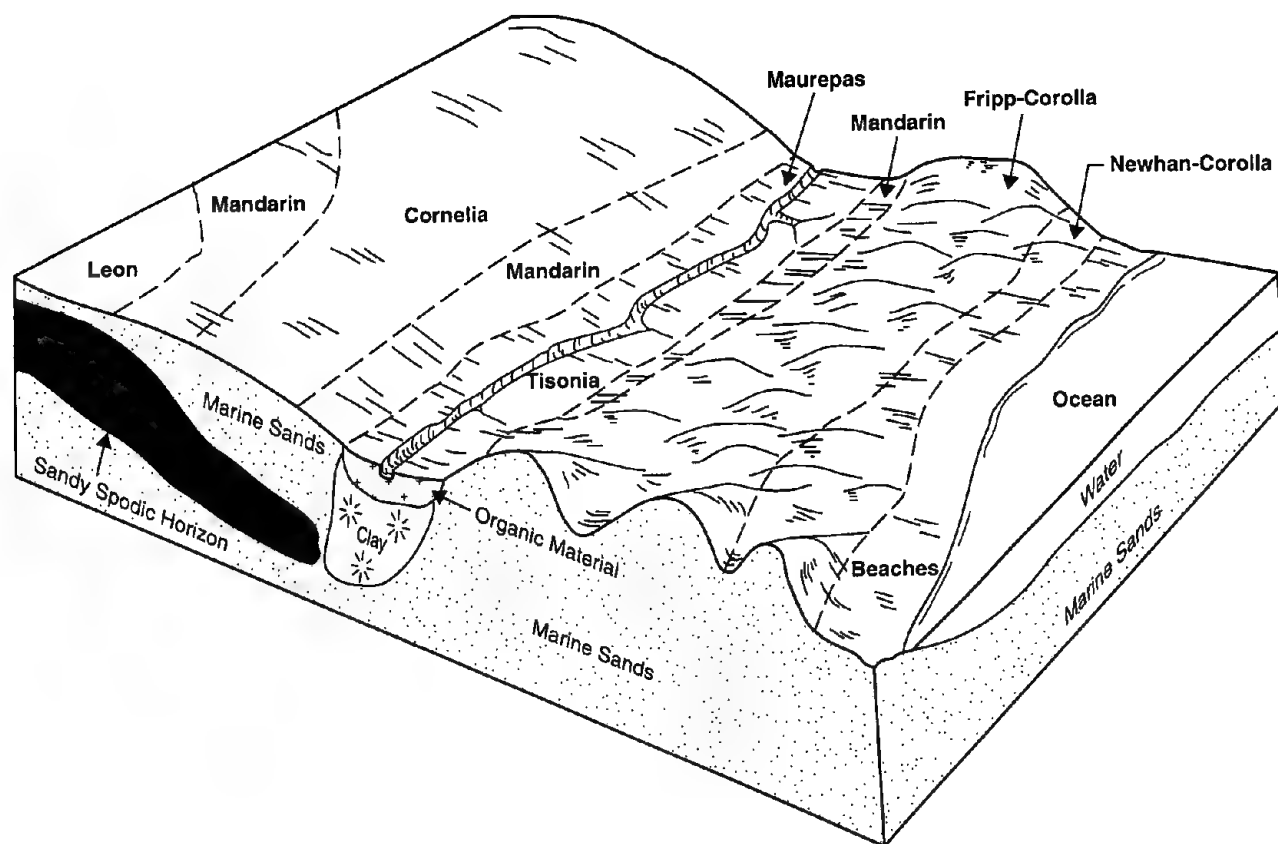 Maurepas
Fripp-Corolla
Mandarin
Newhan-Corolla
Mandarin
Cornelia
Leon
Mandarin
Tisonia
Ocean
Marine Sands
Sandy Spodic Horizon
Clay
Organic Material
Water
Marine Sands
Beaches
Marine Sands